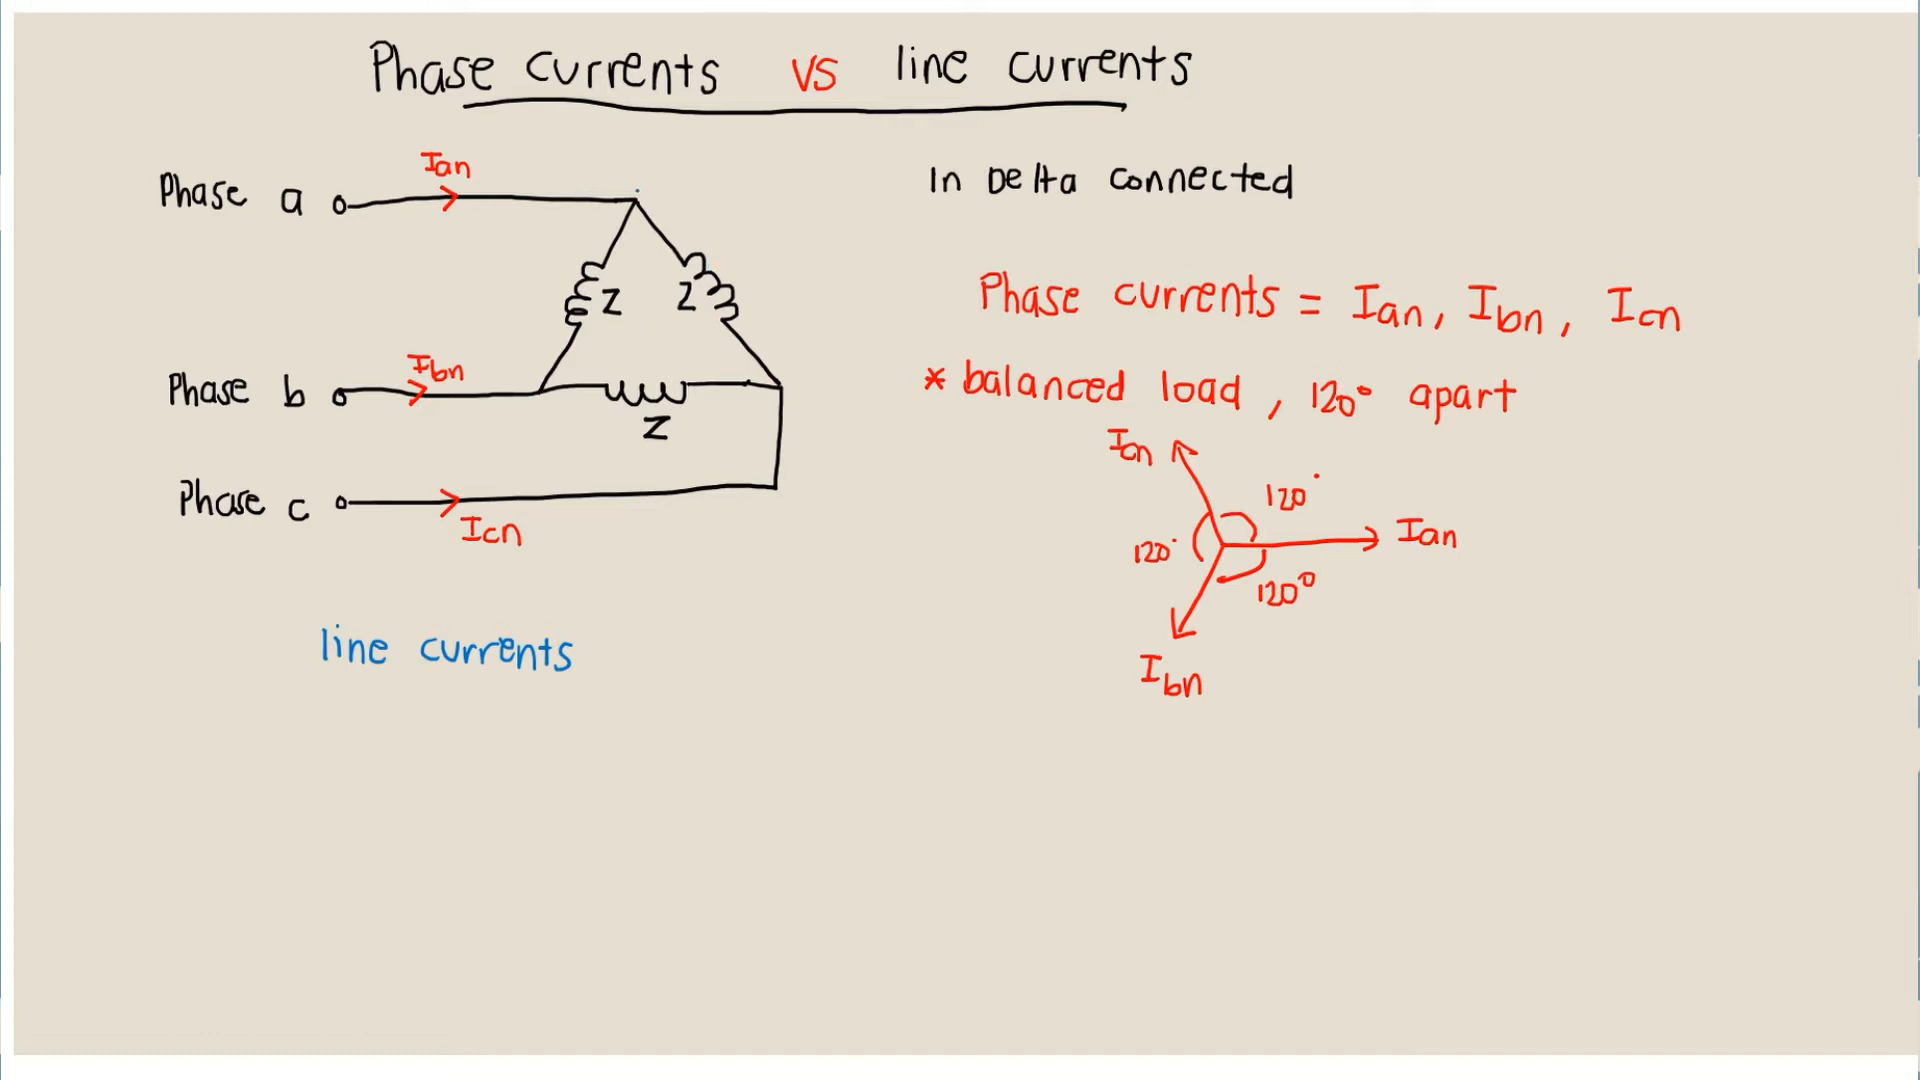 Phase currents vs line currents
Ian
Phase a
In Delta connected
Z Z
Phase currents = Ian, Ibn, Icn
Ibn
Phase b
* balanced load, 120° apart
Z
Icn
120°
Phase c
Icn
120°
Ian
120°
Ibn
line currents